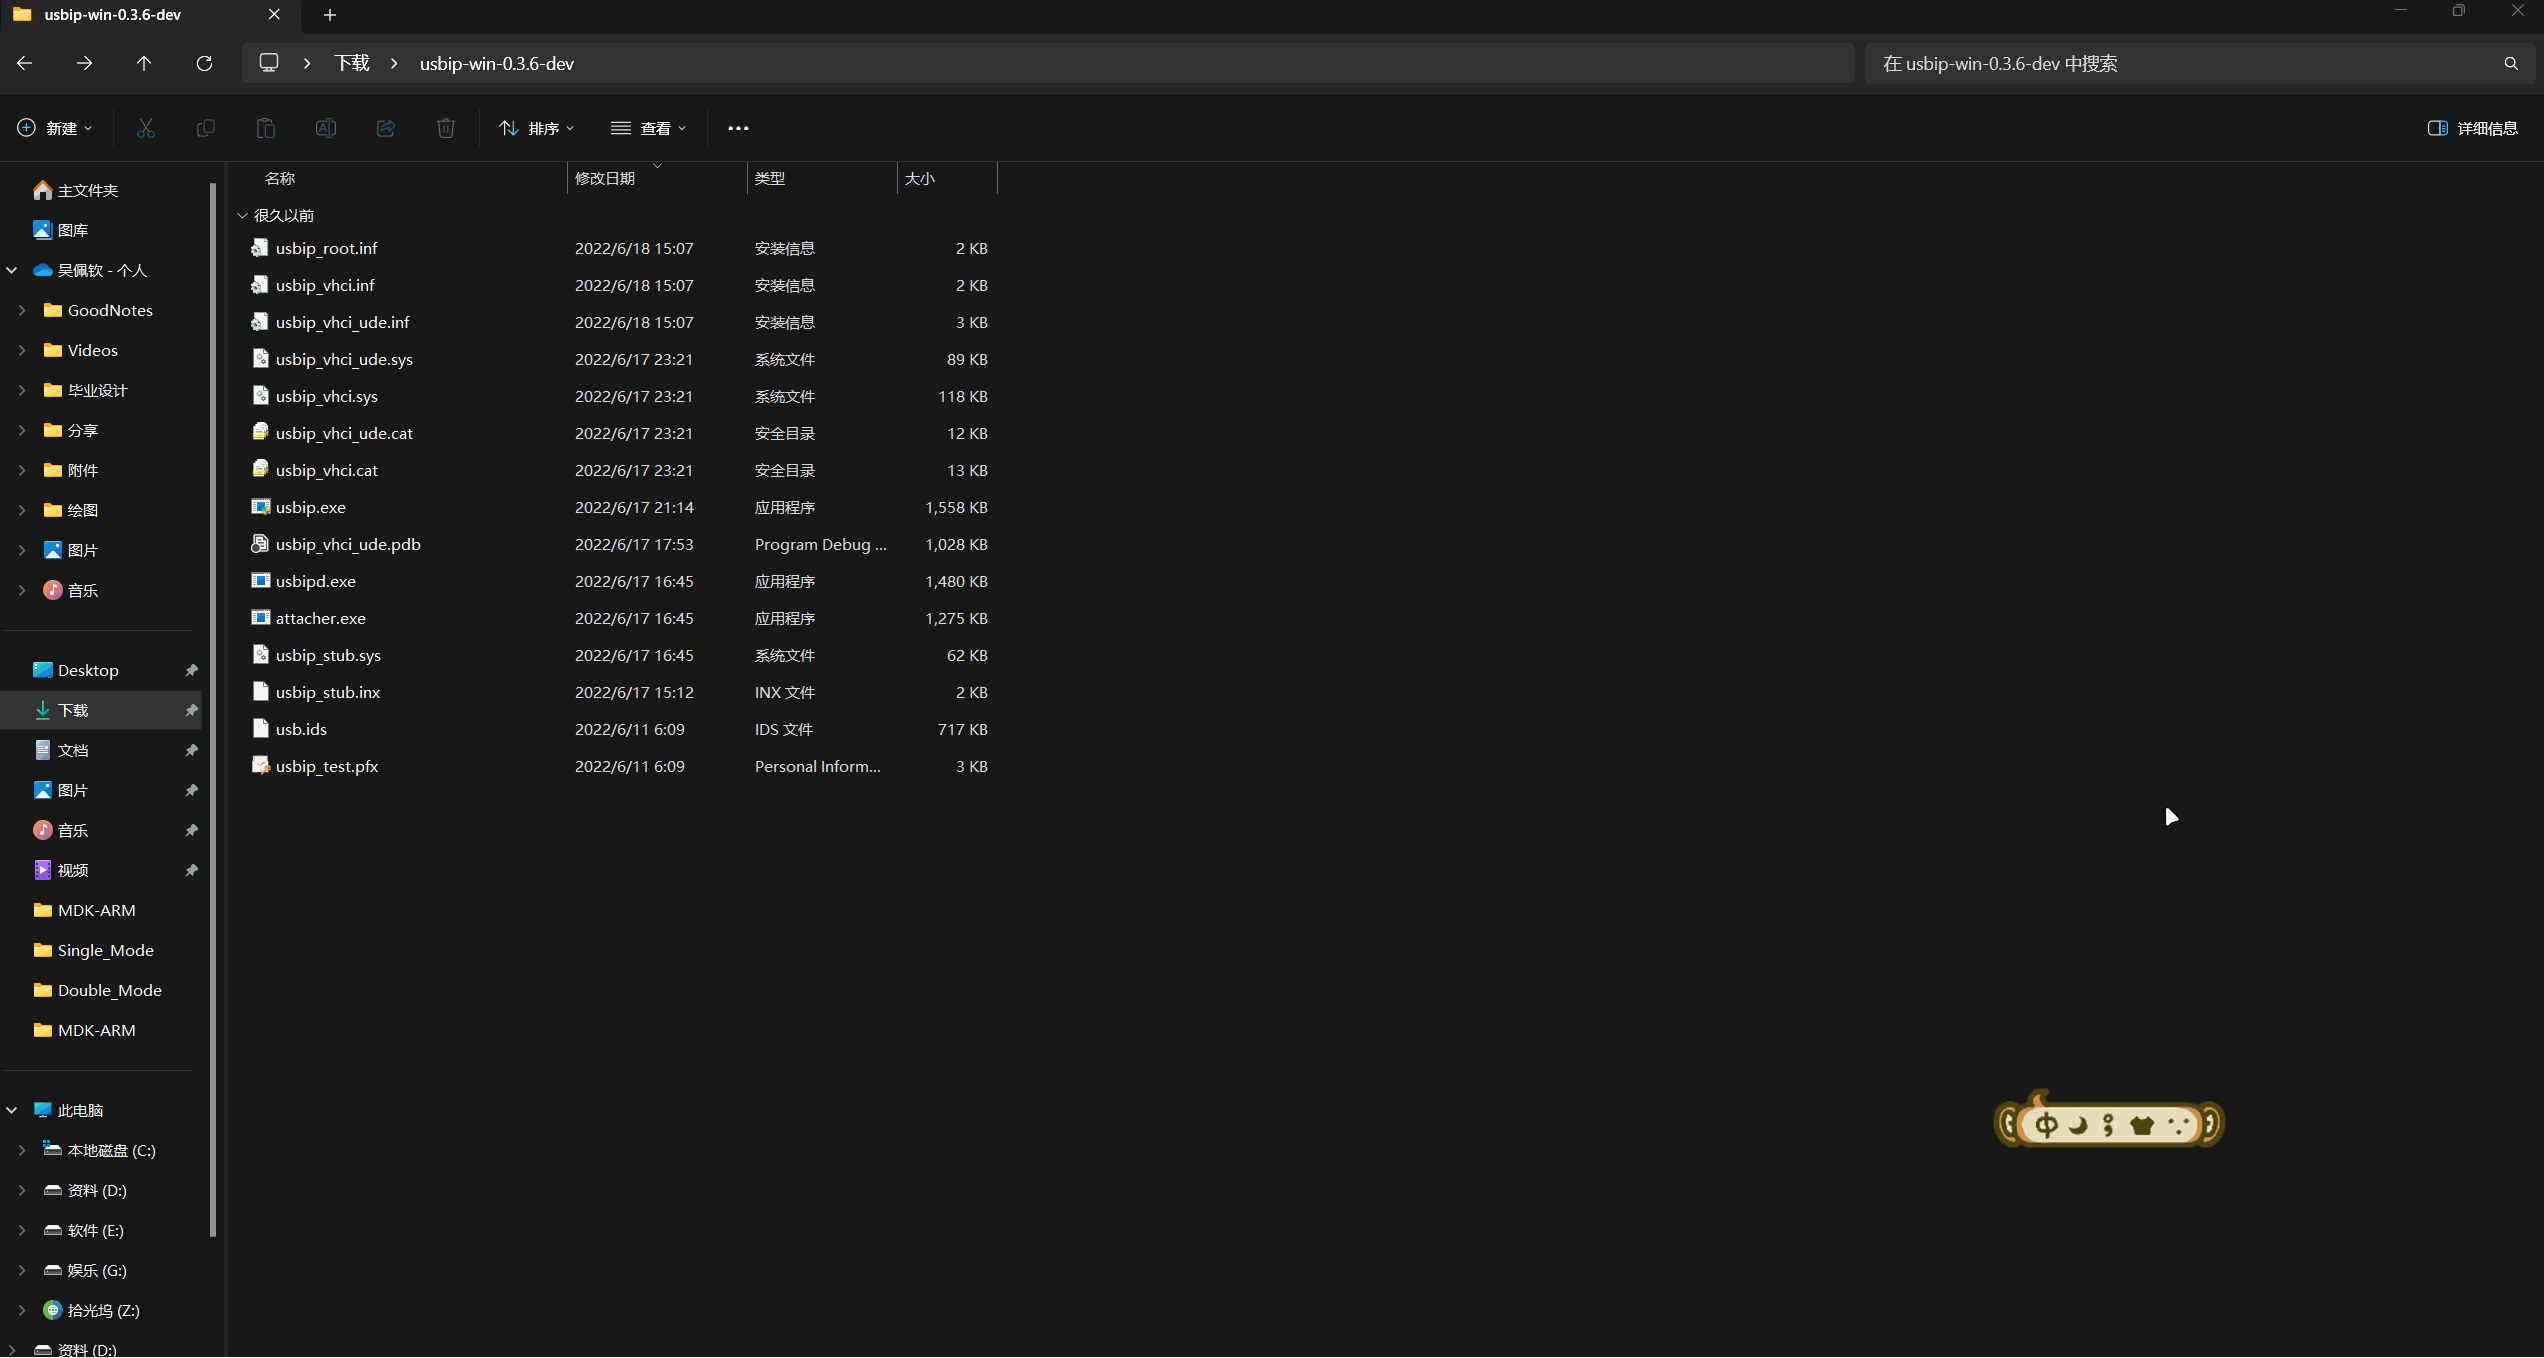 usbip-win-0.3.6-dev
下载 usbip-win-0.3.6-dev
在 usbip-win-0.3.6-dev 中搜索
新建
排序
查看
详细信息
名称 修改日期 类型 大小
很久以前
usbip_root.inf 2022/6/18 15:07 安装信息 2 KB
usbip_vhci.inf 2022/6/18 15:07 安装信息 2 KB
usbip_vhci_ude.inf 2022/6/18 15:07 安装信息 3 KB
usbip_vhci_ude.sys 2022/6/17 23:21 系统文件 89 KB
usbip_vhci.sys 2022/6/17 23:21 系统文件 118 KB
usbip_vhci_ude.cat 2022/6/17 23:21 安全目录 12 KB
usbip_vhci.cat 2022/6/17 23:21 安全目录 13 KB
usbip.exe 2022/6/17 21:14 应用程序 1,558 KB
usbip_vhci_ude.pdb 2022/6/17 17:53 Program Debug ... 1,028 KB
usbipd.exe 2022/6/17 16:45 应用程序 1,480 KB
attacher.exe 2022/6/17 16:45 应用程序 1,275 KB
usbip_stub.sys 2022/6/17 16:45 系统文件 62 KB
usbip_stub.inx 2022/6/17 15:12 INX 文件 2 KB
usb.ids 2022/6/11 6:09 IDS 文件 717 KB
usbip_test.pfx 2022/6/11 6:09 Personal Inform... 3 KB
主文件夹
图库
吴佩钦 - 个人
GoodNotes
Videos
毕业设计
分享
附件
绘图
图片
音乐
Desktop
下载
文档
图片
音乐
视频
MDK-ARM
Single_Mode
Double_Mode
MDK-ARM
此电脑
本地磁盘 (C:)
资料 (D:)
软件 (E:)
娱乐 (G:)
拾光坞 (Z:)
资料 (D:)
中